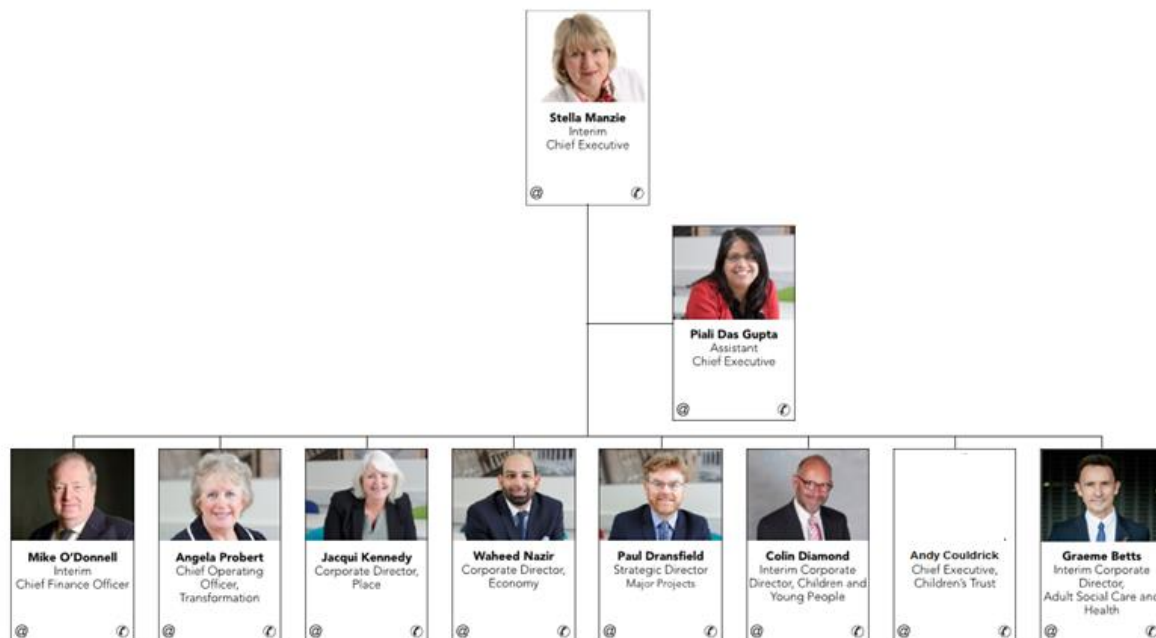 Stella Manzie
Interim
Chief Executive
@ ✆
Piali Das Gupta
Assistant
Chief Executive
@ ✆
Mike O'Donnell
Interim
Chief Finance Officer
@ ✆
Angela Probert
Chief Operating
Officer,
Transformation
@ ✆
Jacqui Kennedy
Corporate Director,
Place
@ ✆
Waheed Nazir
Corporate Director,
Economy
@ ✆
Paul Dransfield
Strategic Director
Major Projects
@ ✆
Colin Diamond
Interim Corporate
Director, Children and
Young People
@ ✆
Andy Couldrick
Chief Executive,
Children's Trust
@ ✆
Graeme Betts
Interim Corporate
Director,
Adult Social Care and
Health
@ ✆